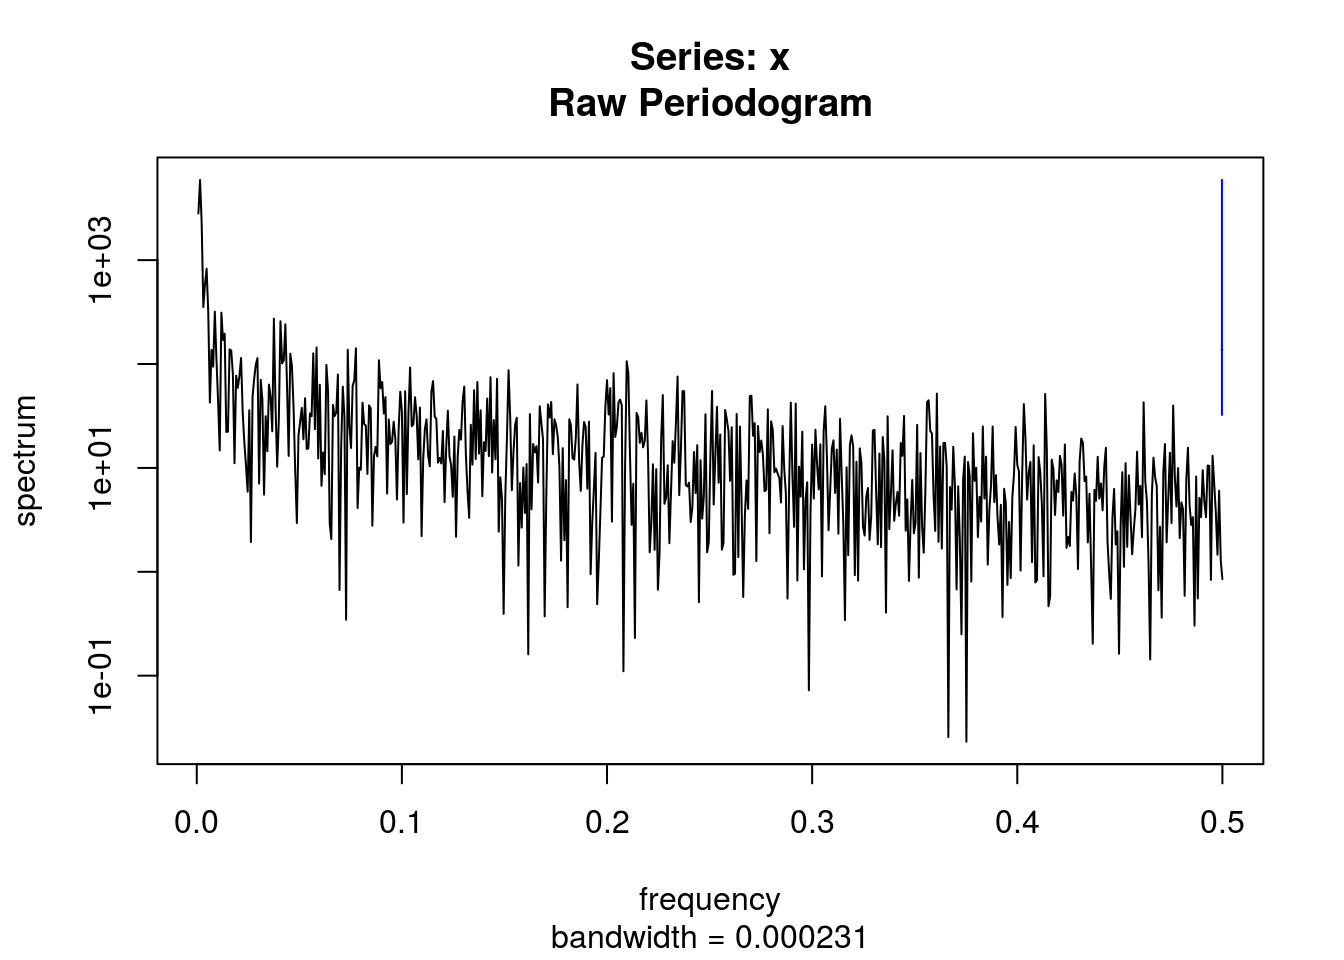 Series: x
Raw Periodogram
spectrum
1e+03
1e+01
1e-01
0.0 0.1 0.2 0.3 0.4 0.5
frequency
bandwidth = 0.000231